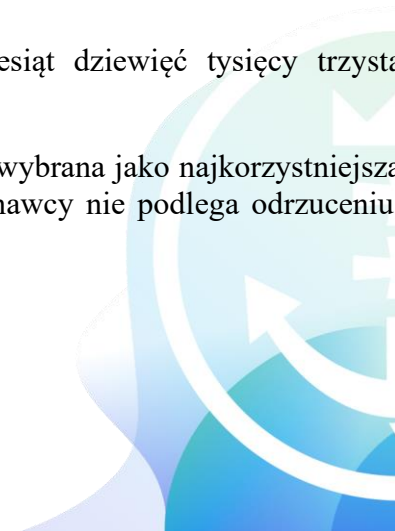 esiąt dziewięć tysięcy trzysta
wybrana jako najkorzystniejsza
nawcy nie podlega odrzuceniu